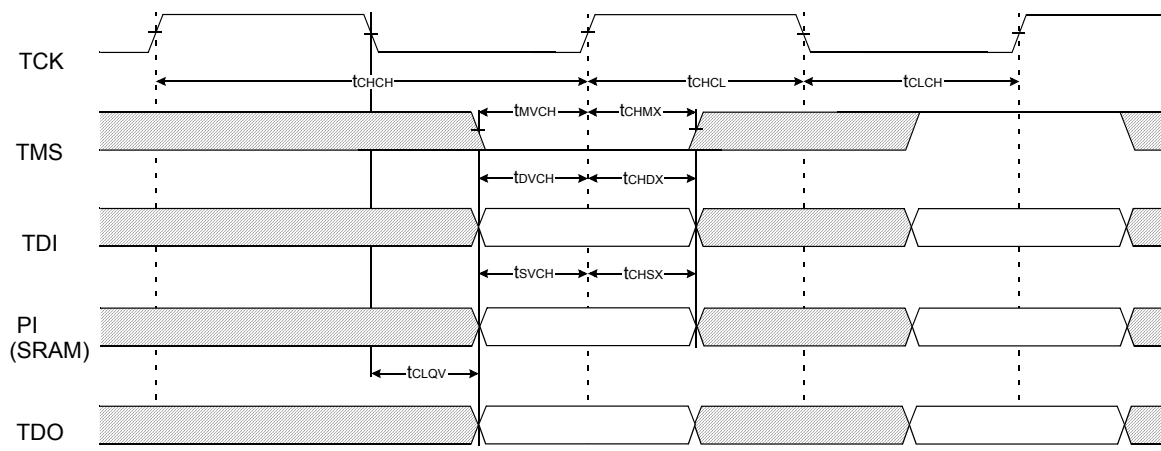 TCK
tCHCH
tCHCL
tCLCH
tMVCH
tCHMX
TMS
tDVCH
tCHDX
TDI
tSVCH
tCHSX
PI
(SRAM)
tCLQV
TDO